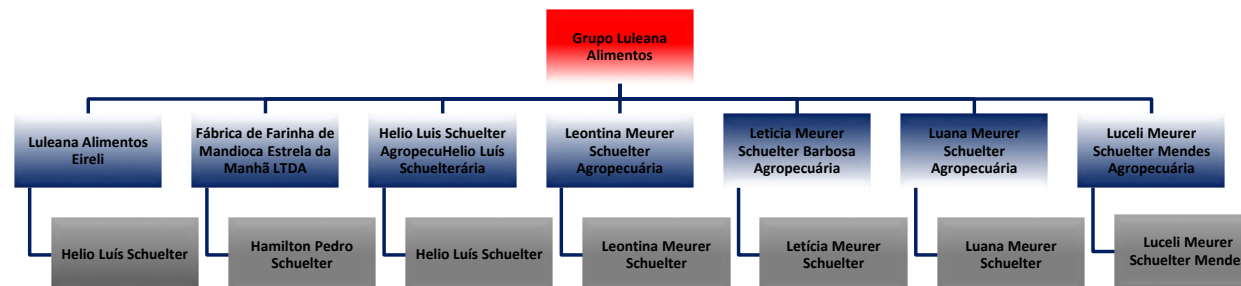 Grupo Luleana
Alimentos
Luleana Alimentos
Eireli
Fábrica de Farinha de
Mandioca Estrela da
Manhã LTDA
Helio Luis Schuelter
AgropecuHelio Luís
Schuelterária
Leontina Meurer
Schuelter
Agropecuária
Leticia Meurer
Schuelter Barbosa
Agropecuária
Luana Meurer
Schuelter
Agropecuária
Luceli Meurer
Schuelter Mendes
Agropecuária
Helio Luís Schuelter
Hamilton Pedro
Schuelter
Helio Luís Schuelter
Leontina Meurer
Schuelter
Letícia Meurer
Schuelter
Luana Meurer
Schuelter
Luceli Meurer
Schuelter Mendes